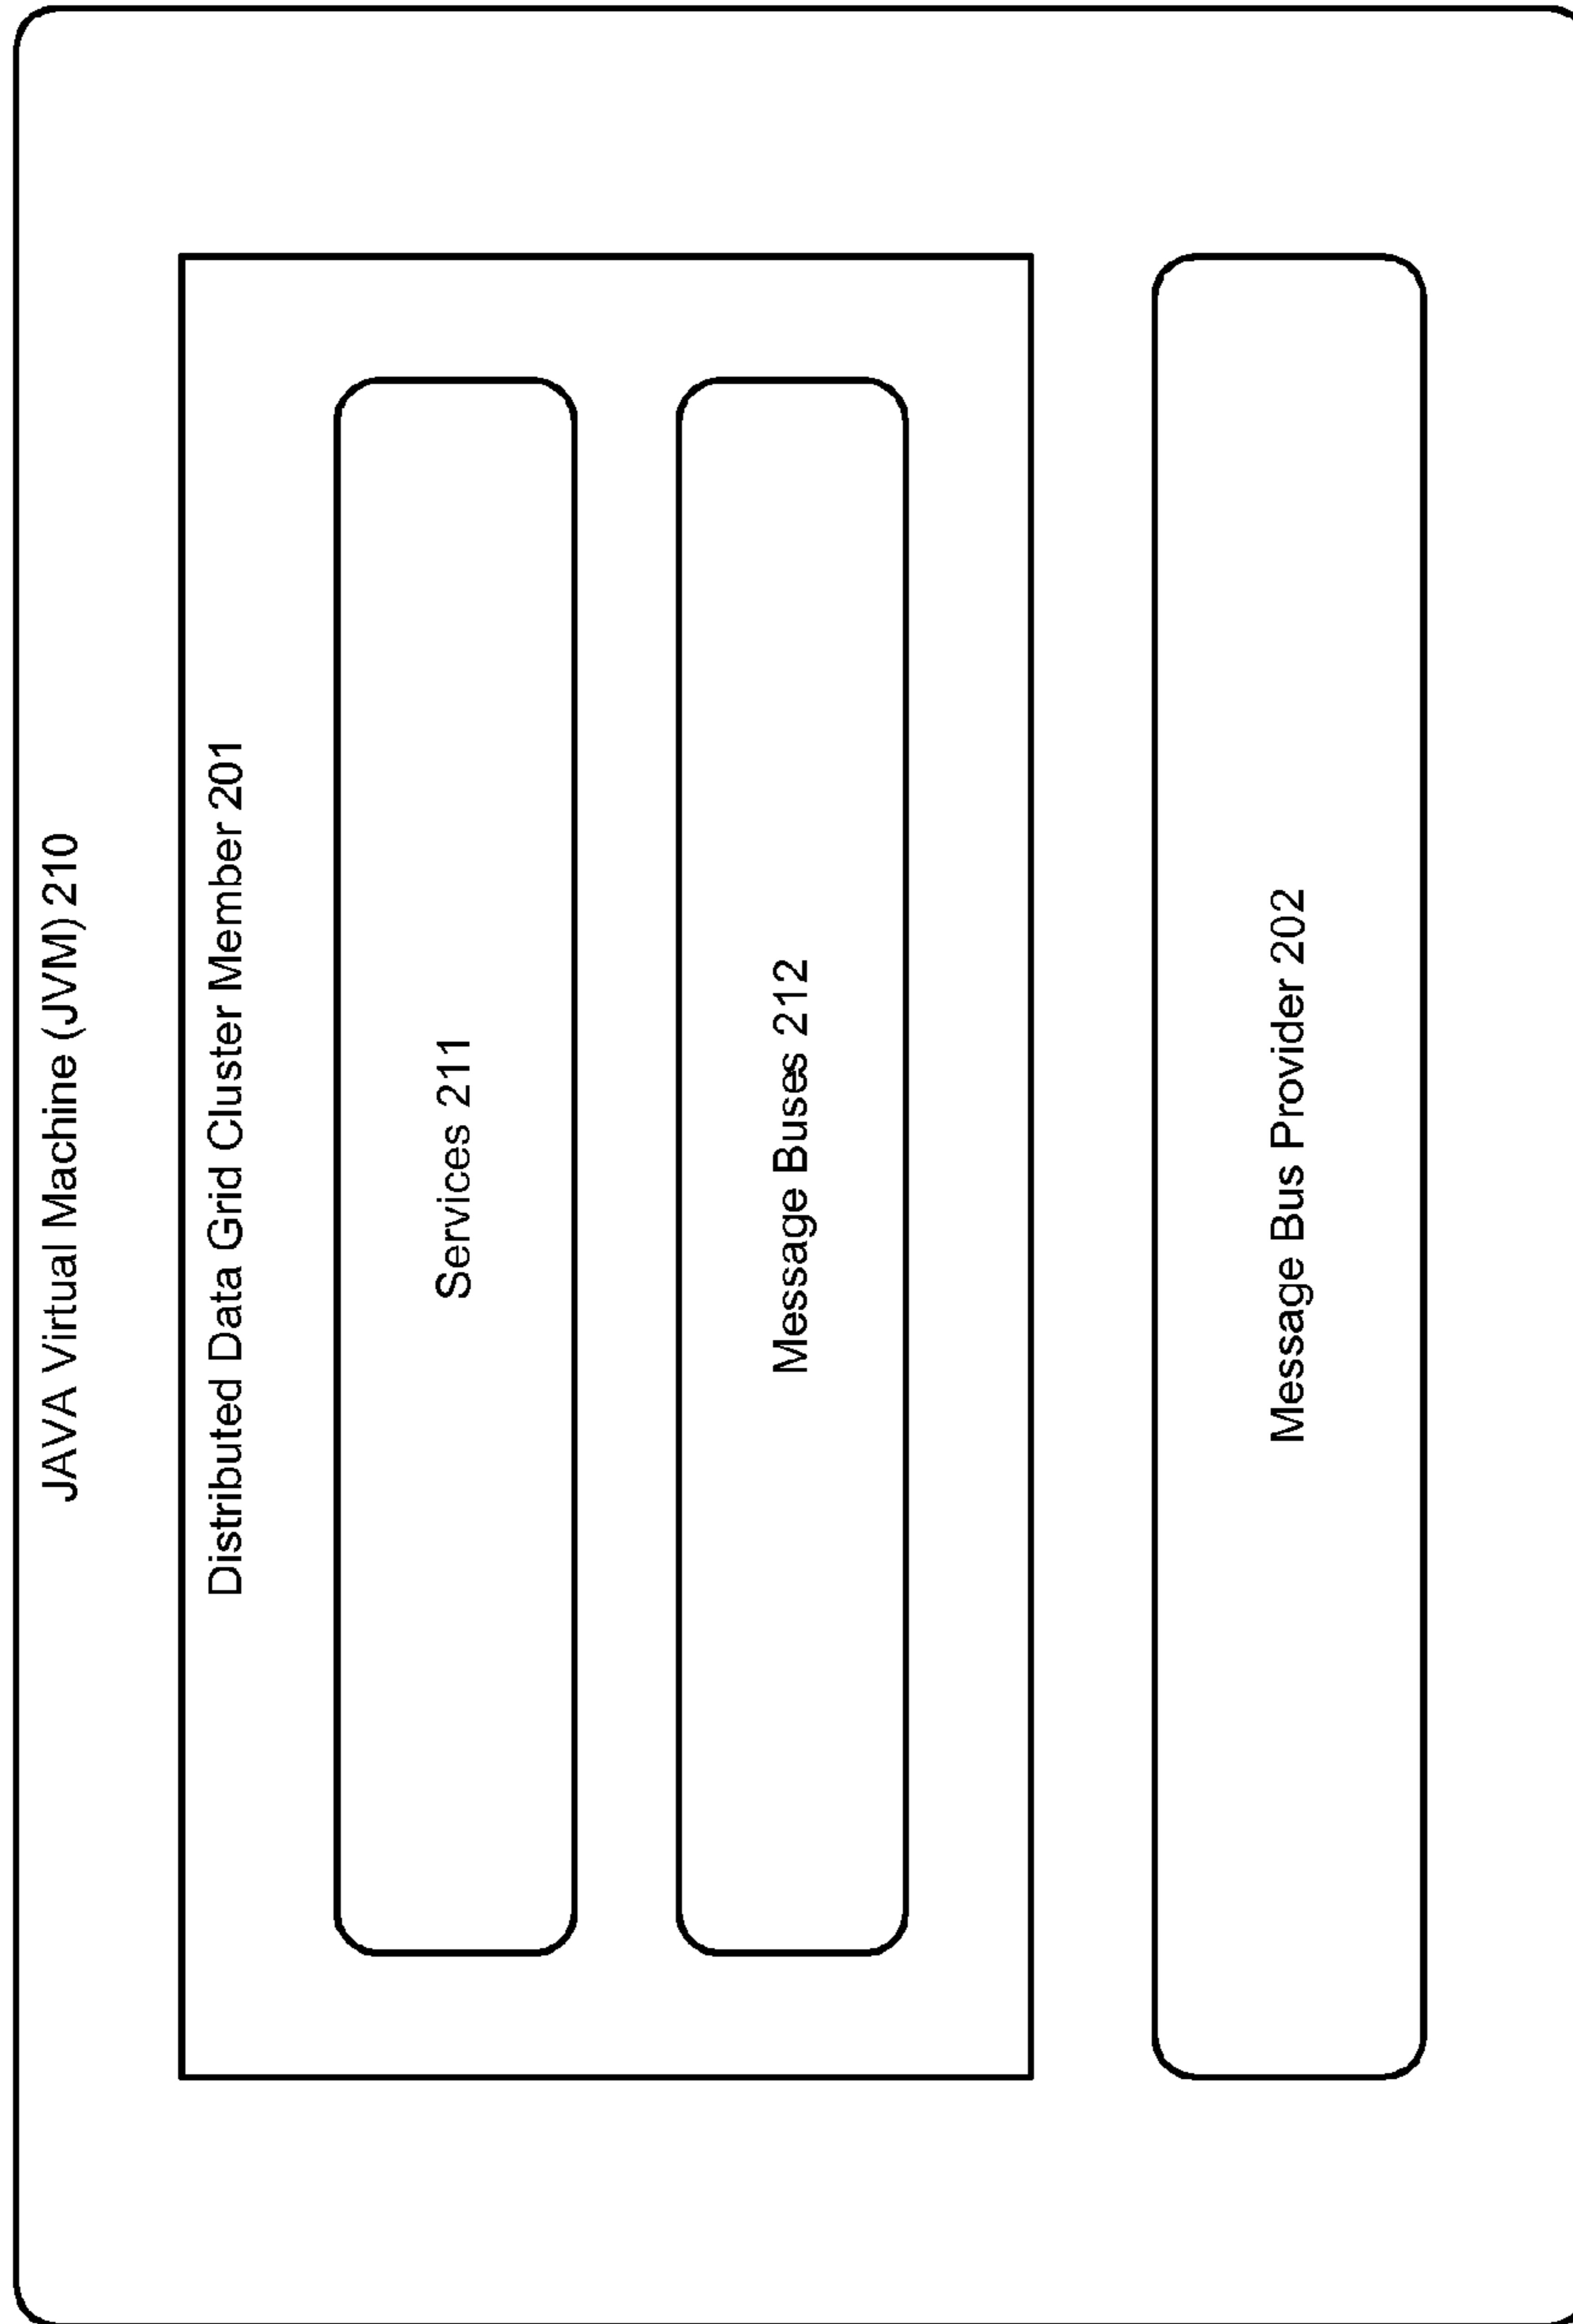 JAVA Virtual Machine (JVM) 210
Distributed Data Grid Cluster Member 201
Services 211
Message Buses 212
Message Bus Provider 202